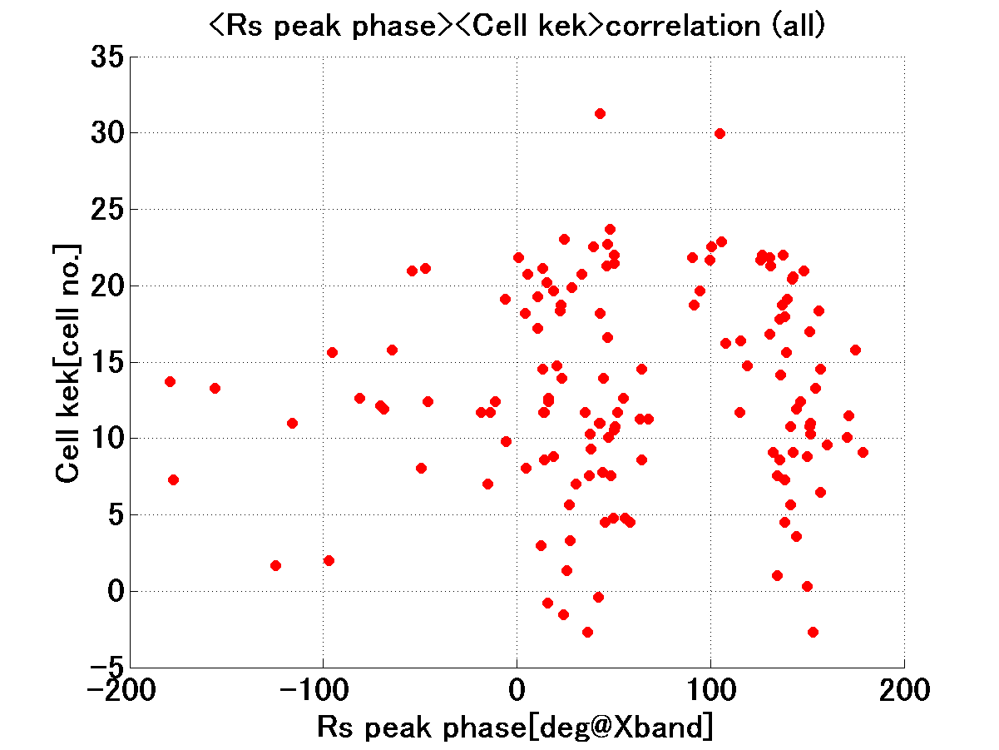 <Rs peak phase><Cell kek>correlation (all)
35
30
25
20
15
10
5
0
-5
Cell kek[cell no.]
-200 -100 0 100 200
Rs peak phase[deg@Xband]